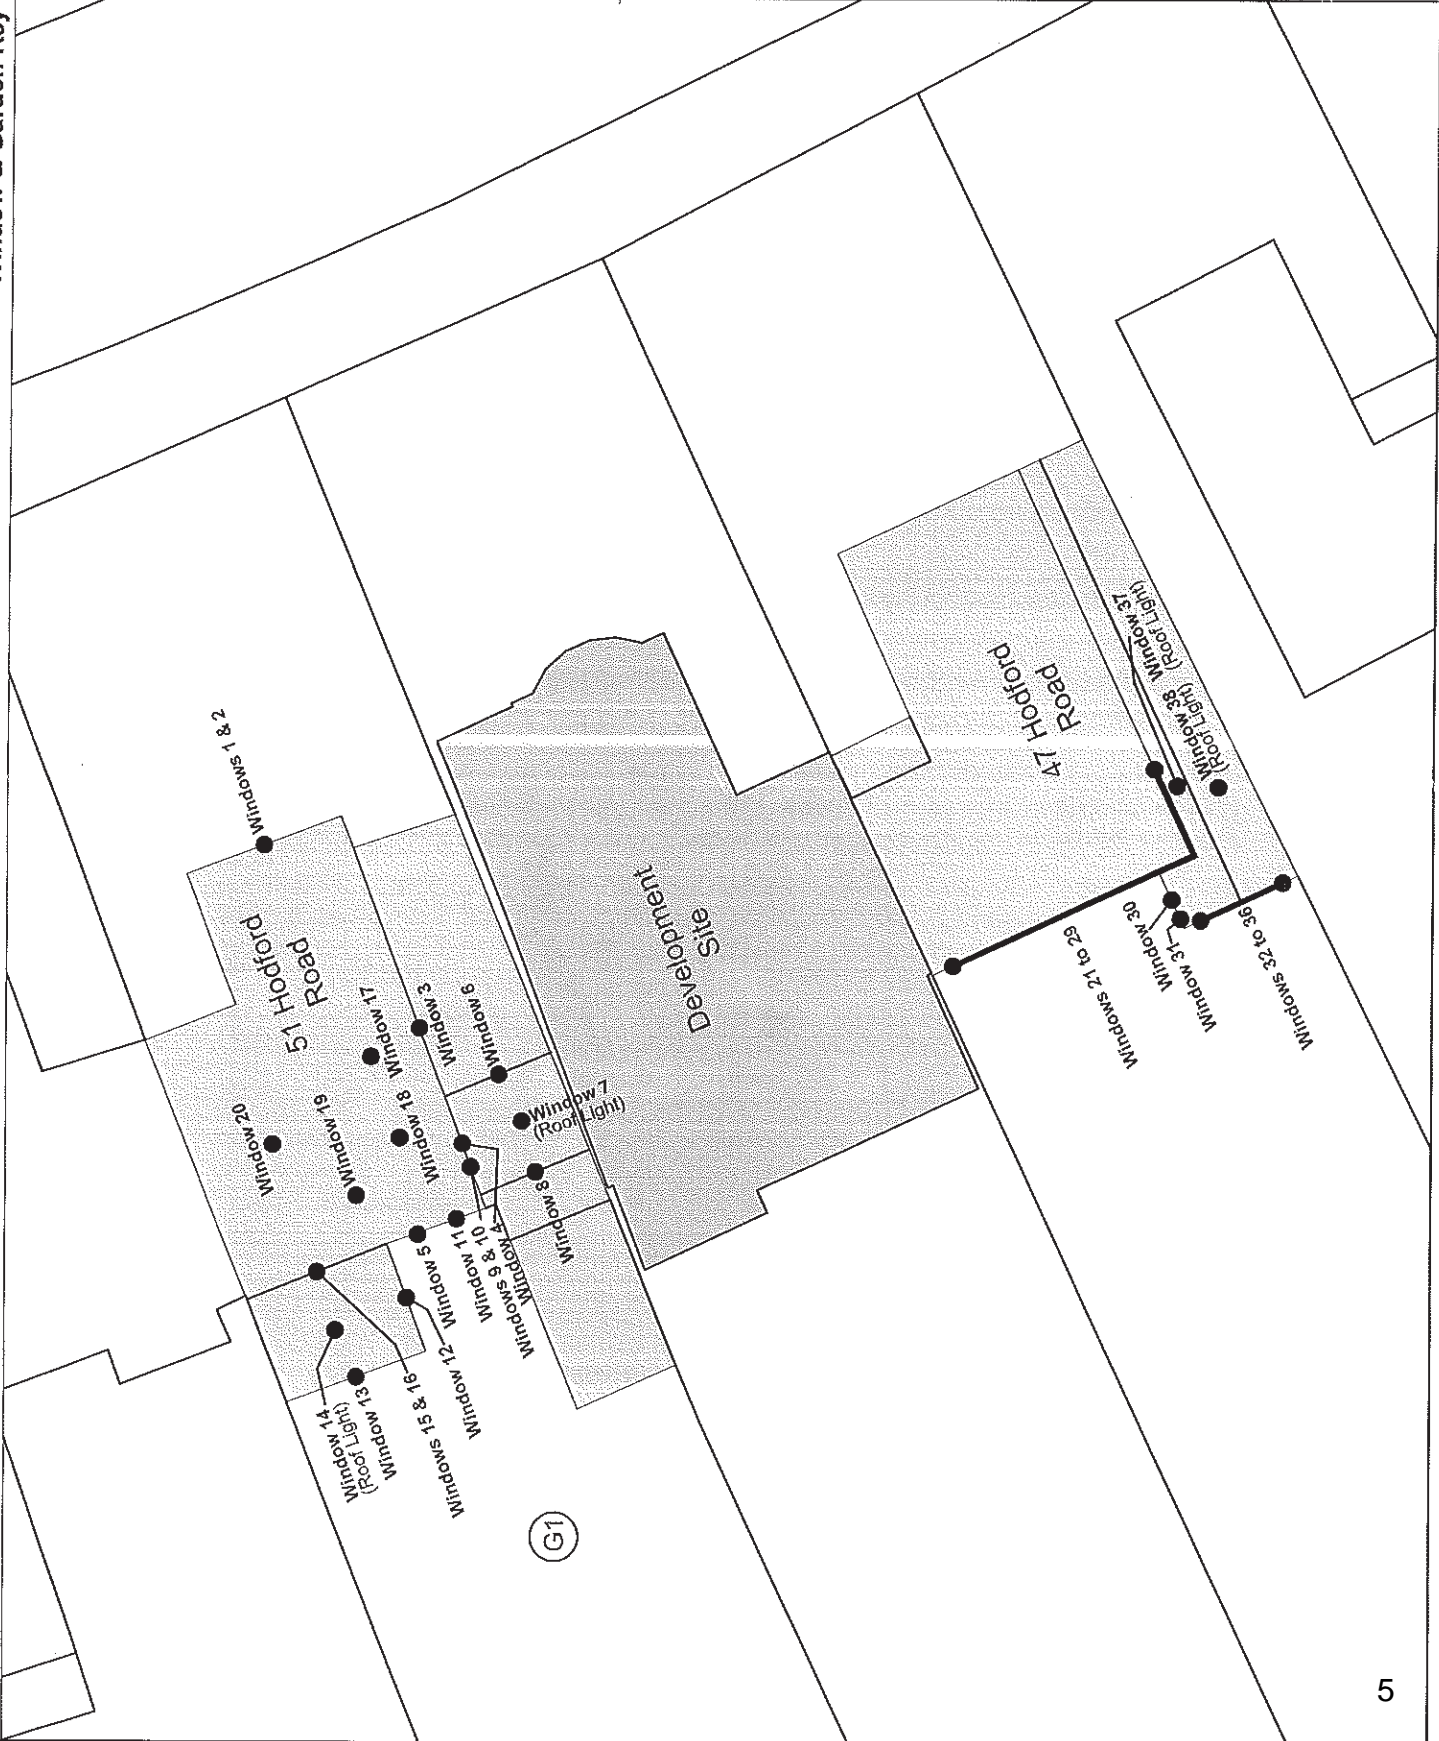 Window & Garden Key
Windows 1 & 2
51 Hodford
Road
Window 17
Window 3
Window 6
Window 20
Window 19
Window 18
Window 7
(Roof Light)
Window 8
Window 5
Window 11
Windows 9 & 10
Window 4
Window 12
Windows 15 & 16
Window 14
(Roof Light)
Window 13
G1
Development
Site
47 Hodford
Road
Window 37
(Roof Light)
Window 38
(Roof Light)
Windows 21 to 29
Window 30
Window 31
Windows 32 to 36
5